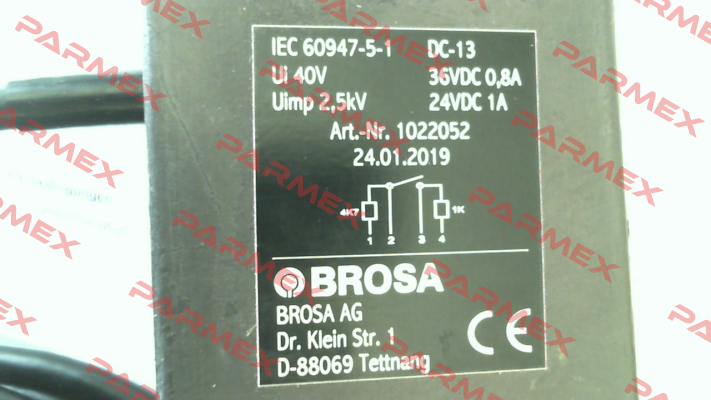 IEC 60947-5-1 DC-13
Ui 40V 36VDC 0,8A
Uimp 2,5kV 24VDC 1A
Art.-Nr. 1022052
24.01.2019
4K7 1K
1 2 3 4
BROSA
BROSA AG
Dr. Klein Str. 1
D-88069 Tettnang
CE
PARMEX